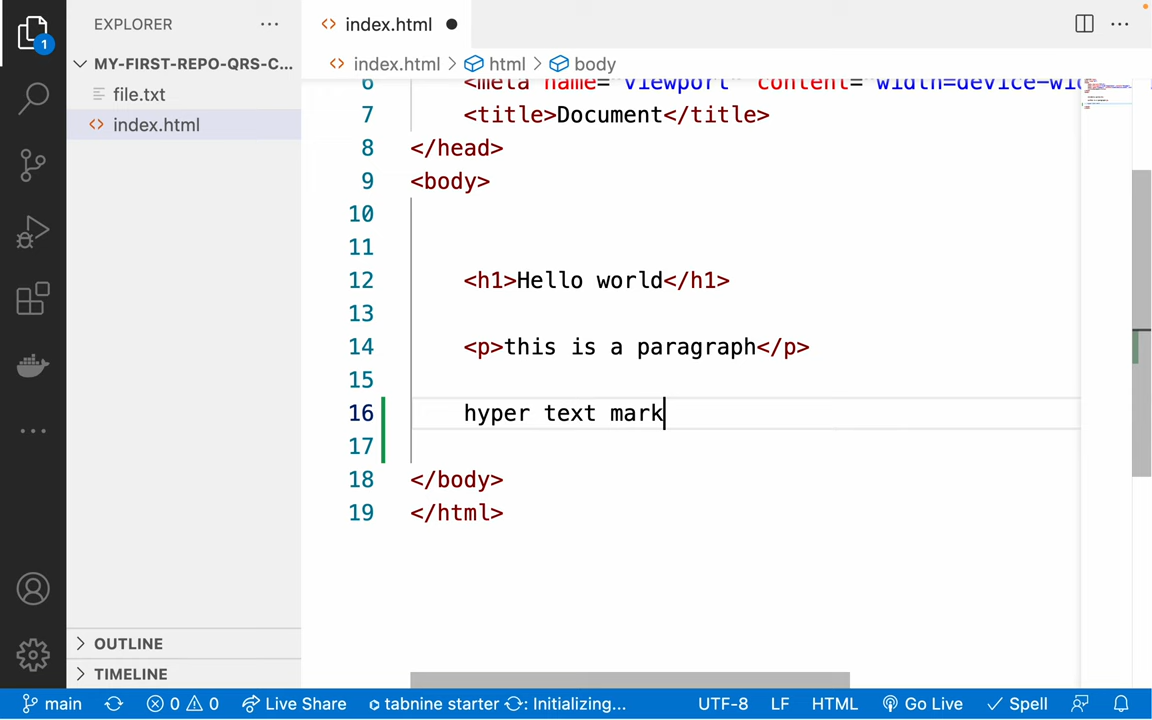 EXPLORER
index.html
1
MY-FIRST-REPO-QRS-C...
index.html > html > body
file.txt
index.html
6 <meta name="viewport" content="width=device-wid
7 <title>Document</title>
8 </head>
9 <body>
10
11
12 <h1>Hello world</h1>
13
14 <p>this is a paragraph</p>
15
16 hyper text mark
17
18 </body>
19 </html>
OUTLINE
TIMELINE
main 0 0 Live Share tabnine starter : Initializing... UTF-8 LF HTML Go Live Spell